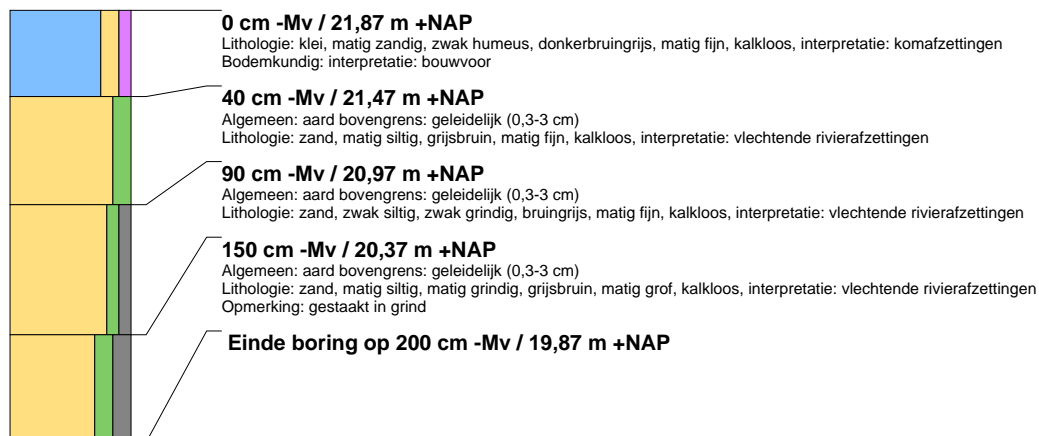 0 cm -Mv / 21,87 m +NAP
Lithologie: klei, matig zandig, zwak humeus, donkerbruingrijs, matig fijn, kalkloos, interpretatie: komafzettingen
Bodemkundig: interpretatie: bouwvoor
40 cm -Mv / 21,47 m +NAP
Algemeen: aard bovengrens: geleidelijk (0,3-3 cm)
Lithologie: zand, matig siltig, grijsbruin, matig fijn, kalkloos, interpretatie: vlechtende rivierafzettingen
90 cm -Mv / 20,97 m +NAP
Algemeen: aard bovengrens: geleidelijk (0,3-3 cm)
Lithologie: zand, zwak siltig, zwak grindig, bruingrijs, matig fijn, kalkloos, interpretatie: vlechtende rivierafzettingen
150 cm -Mv / 20,37 m +NAP
Algemeen: aard bovengrens: geleidelijk (0,3-3 cm)
Lithologie: zand, matig siltig, matig grindig, grijsbruin, matig grof, kalkloos, interpretatie: vlechtende rivierafzettingen
Opmerking: gestaakt in grind
Einde boring op 200 cm -Mv / 19,87 m +NAP